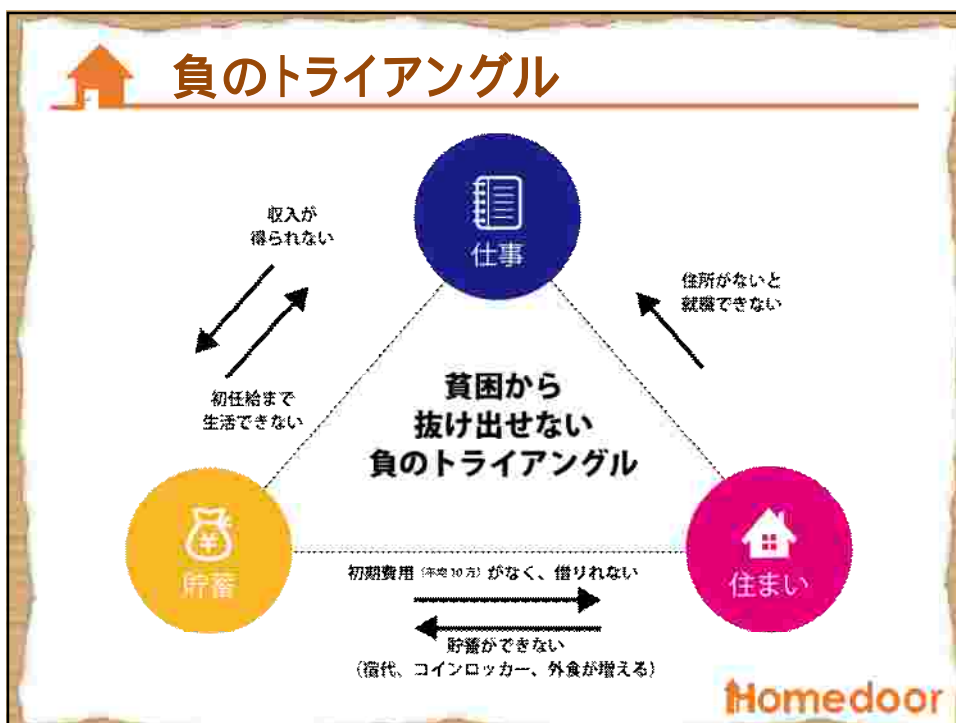 負のトライアングル
仕事
収入が
得られない
住所がないと
就職できない
初任給まで
生活できない
貧困から
抜け出せない
負のトライアングル
貯蓄
住まい
初期費用(平均10万)がなく、借りれない
貯蓄ができない
(宿代、コインロッカー、外食が増える)
Homedoor